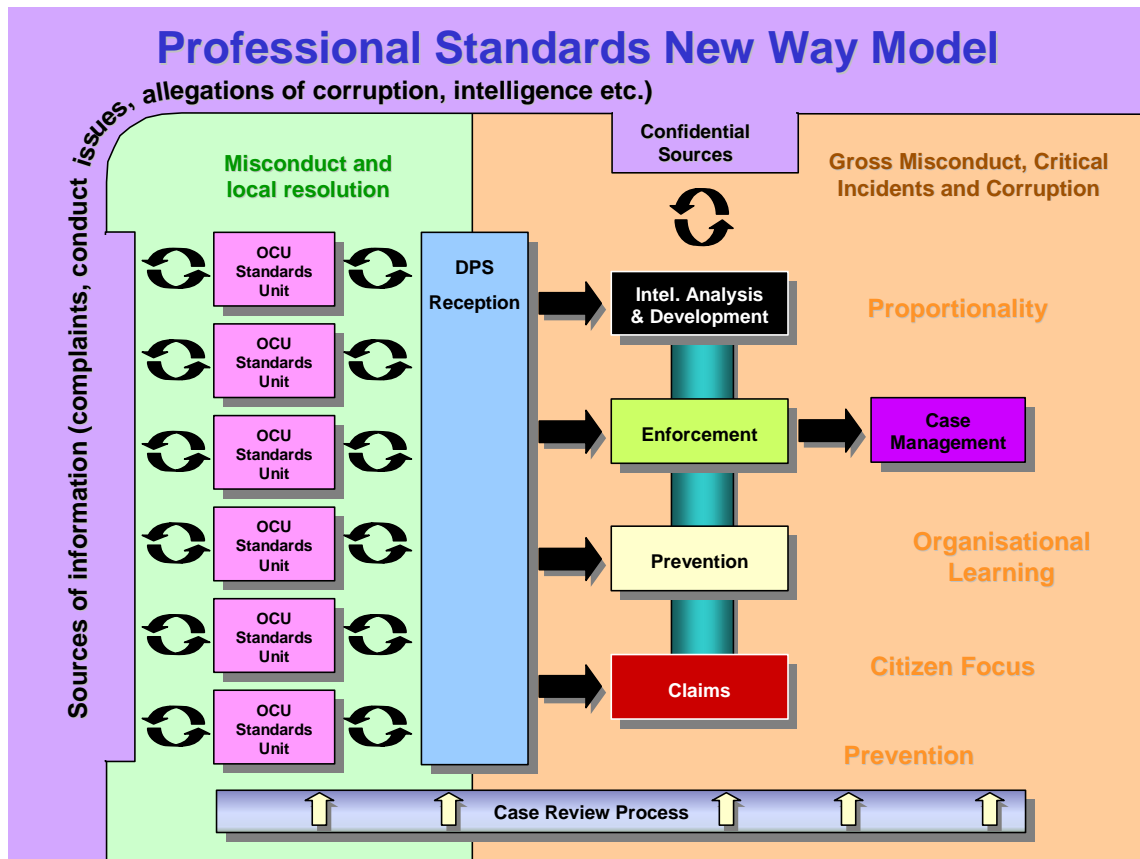 Professional Standards New Way Model
Sources of information (complaints, conduct issues, allegations of corruption, intelligence etc.)
Misconduct and
local resolution
Confidential
Sources
Gross Misconduct, Critical
Incidents and Corruption
OCU
Standards
Unit
OCU
Standards
Unit
OCU
Standards
Unit
OCU
Standards
Unit
OCU
Standards
Unit
OCU
Standards
Unit
DPS
Reception
Intel. Analysis
& Development
Enforcement
Prevention
Claims
Case
Management
Proportionality
Organisational
Learning
Citizen Focus
Prevention
Case Review Process